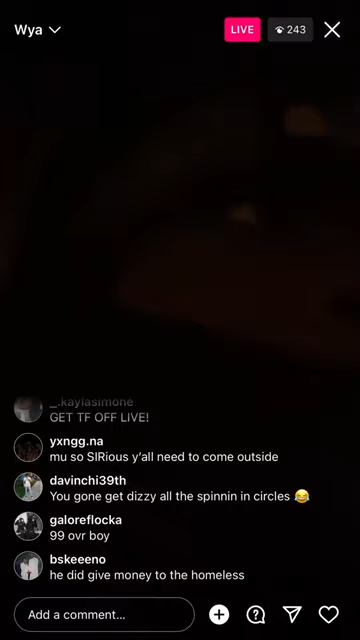 Wya
LIVE
243
_.kaylasimone
GET TF OFF LIVE!
yxngg.na
mu so SIRious y'all need to come outside
davinchi39th
You gone get dizzy all the spinnin in circles 😂
galoreflocka
99 ovr boy
bskeeeno
he did give money to the homeless
Add a comment...